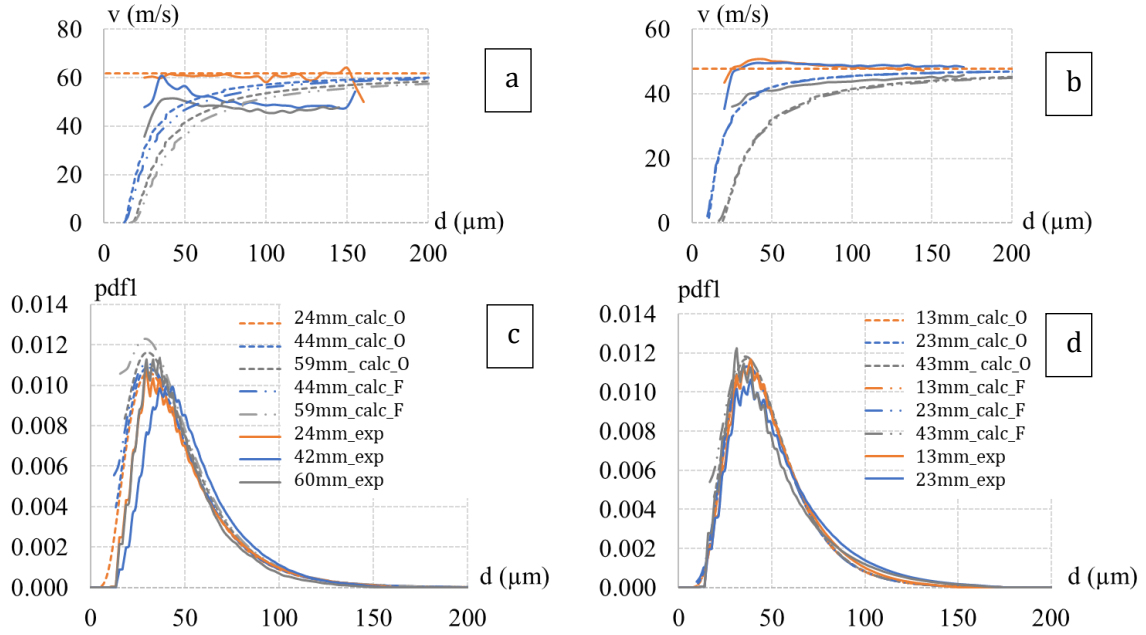 v (m/s)
80
60
40
20
0
0 50 100 150 200
d (μm)
a
v (m/s)
60
40
20
0
0 50 100 150 200
d (μm)
b
pdf1
0.014
0.012
0.010
0.008
0.006
0.004
0.002
0.000
0 50 100 150 200
d (μm)
c
24mm_calc_O
44mm_calc_O
59mm_ calc_O
44mm_calc_F
59mm_calc_F
24mm_exp
42mm_exp
60mm_exp
pdf1
0.014
0.012
0.010
0.008
0.006
0.004
0.002
0.000
0 50 100 150 200
d (μm)
d
13mm_calc_O
23mm_calc_O
43mm_calc_O
13mm_calc_F
23mm_calc_F
43mm_calc_F
13mm_exp
23mm_exp